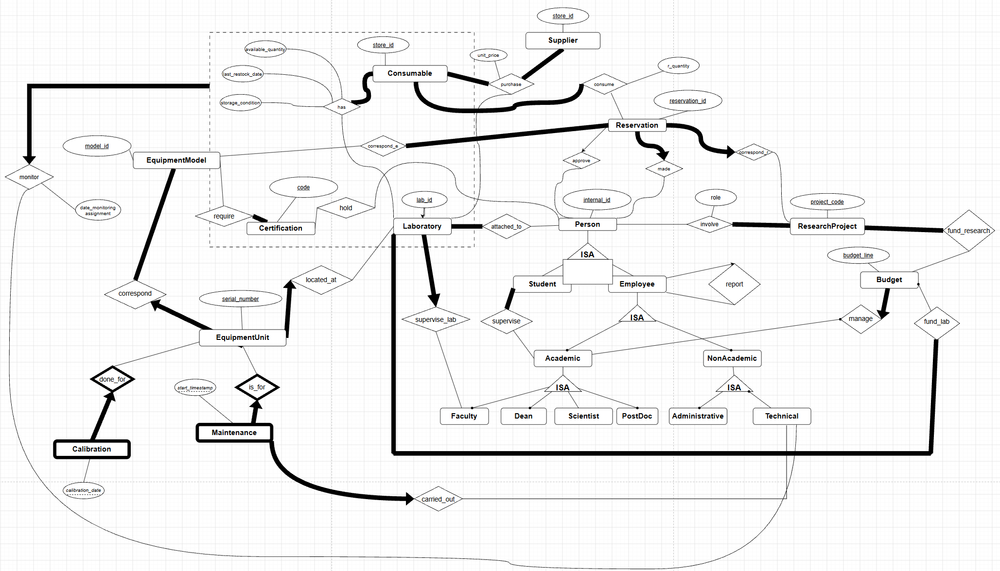 store_id
Supplier
available_quantity
store_id
unit_price
r_quantity
Consumable
last_restock_date
purchase
consume
storage_condition
has
reservation_id
Reservation
model_id
correspond_e
correspond_r
EquipmentModel
approve
made
monitor
code
lab_id
internal_id
role
project_code
date_monitoring
assignment
hold
require
Certification
Laboratory
attached_to
Person
involve
ResearchProject
fund_research
ISA
budget_line
located_at
Student
Employee
report
Budget
correspond
serial_number
supervise_lab
supervise
ISA
manage
fund_lab
EquipmentUnit
Academic
NonAcademic
done_for
start_timestamp
is_for
ISA
ISA
Faculty
Dean
Scientist
PostDoc
Administrative
Technical
Maintenance
Calibration
calibration_date
carried_out